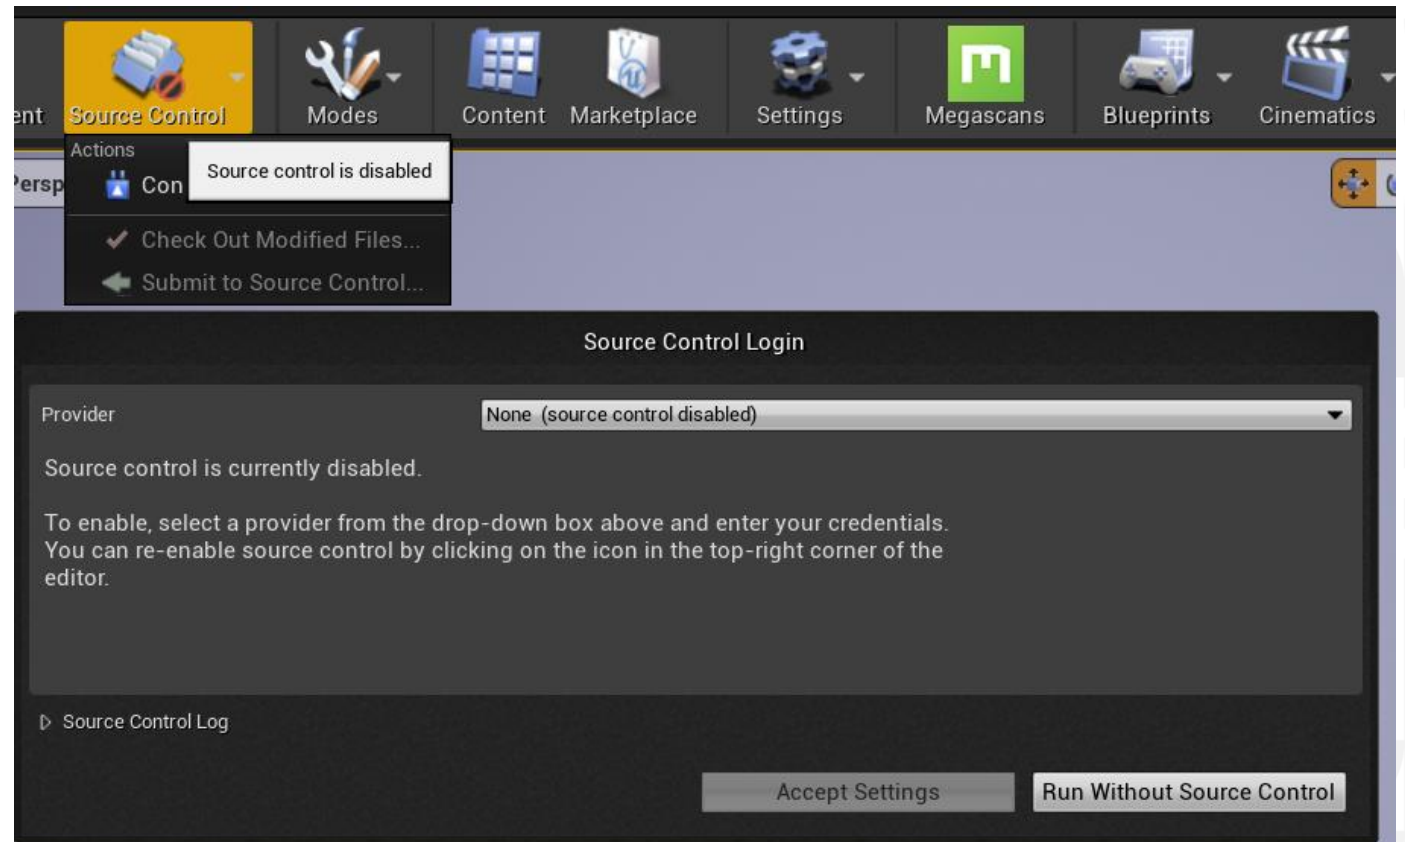 ent
Source Control
Modes
Content
Marketplace
Settings
Megascans
Blueprints
Cinematics
Actions
Source control is disabled
Persp
Con
Check Out Modified Files...
Submit to Source Control...
Source Control Login
Provider
None (source control disabled)
Source control is currently disabled.
To enable, select a provider from the drop-down box above and enter your credentials.
You can re-enable source control by clicking on the icon in the top-right corner of the
editor.
Source Control Log
Accept Settings
Run Without Source Control